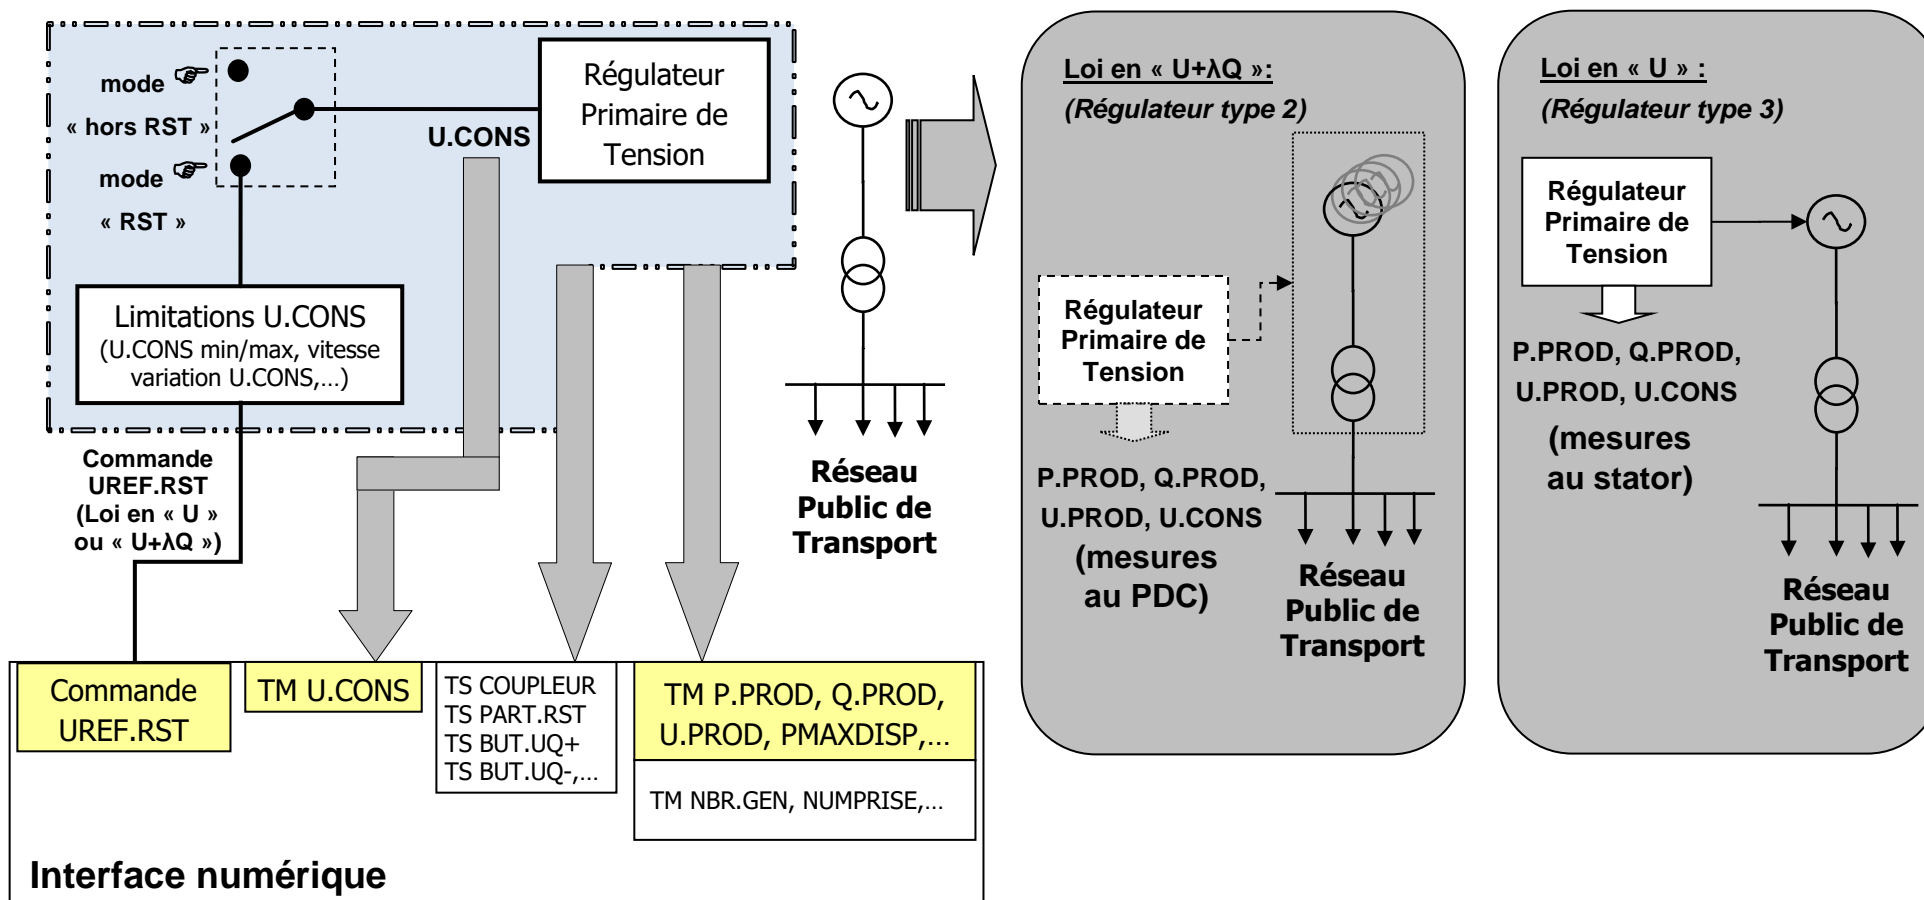 mode
« hors RST »
mode
« RST »
U.CONS
Régulateur
Primaire de
Tension
Limitations U.CONS
(U.CONS min/max, vitesse
variation U.CONS,...)
Commande
UREF.RST
(Loi en « U »
ou « U+λQ »)
Réseau
Public de
Transport
Commande
UREF.RST
TM U.CONS
TS COUPLEUR
TS PART.RST
TS BUT.UQ+
TS BUT.UQ-,...
TM P.PROD, Q.PROD,
U.PROD, PMAXDISP,...
TM NBR.GEN, NUMPRISE,...
Interface numérique
Loi en « U+λQ »:
(Régulateur type 2)
Régulateur
Primaire de
Tension
P.PROD, Q.PROD,
U.PROD, U.CONS
(mesures
au PDC)
Réseau
Public de
Transport
Loi en « U » :
(Régulateur type 3)
Régulateur
Primaire de
Tension
P.PROD, Q.PROD,
U.PROD, U.CONS
(mesures
au stator)
Réseau
Public de
Transport